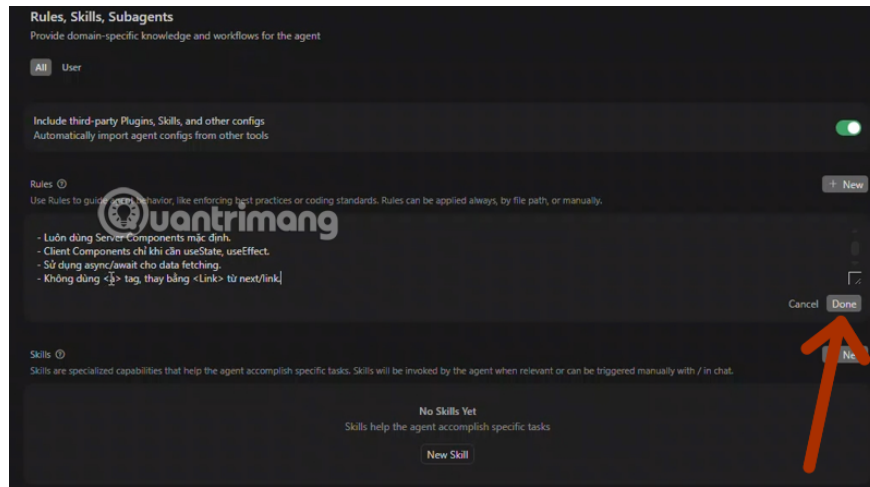 Rules, Skills, Subagents
Provide domain-specific knowledge and workflows for the agent
All User
Include third-party Plugins, Skills, and other configs
Automatically import agent configs from other tools
Rules
+ New
Use Rules to guide agent behavior, like enforcing best practices or coding standards. Rules can be applied always, by file path, or manually.
Quantrimang
- Luôn dùng Server Components mặc định.
- Client Components chỉ khi cần useState, useEffect.
- Sử dụng async/await cho data fetching.
- Không dùng <a> tag, thay bằng <Link> từ next/link.
Cancel Done
Skills
New
Skills are specialized capabilities that help the agent accomplish specific tasks. Skills will be invoked by the agent when relevant or can be triggered manually with / in chat.
No Skills Yet
Skills help the agent accomplish specific tasks
New Skill